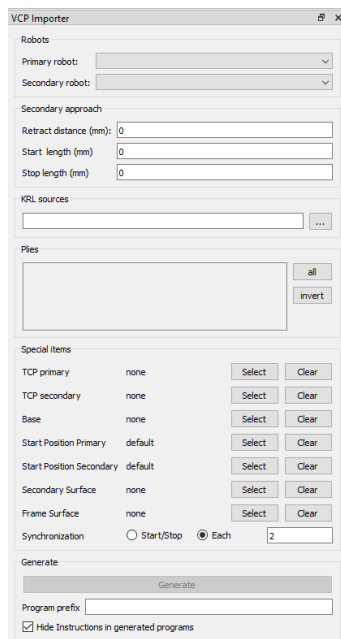 VCP Importer
Robots
Primary robot:
Secondary robot:
Secondary approach
Retract distance (mm): 0
Start length (mm) 0
Stop length (mm) 0
KRL sources
...
Plies
all
invert
Special items
TCP primary none Select Clear
TCP secondary none Select Clear
Base none Select Clear
Start Position Primary default Select Clear
Start Position Secondary default Select Clear
Secondary Surface none Select Clear
Frame Surface none Select Clear
Synchronization Start/Stop Each 2
Generate
Generate
Program prefix
Hide Instructions in generated programs